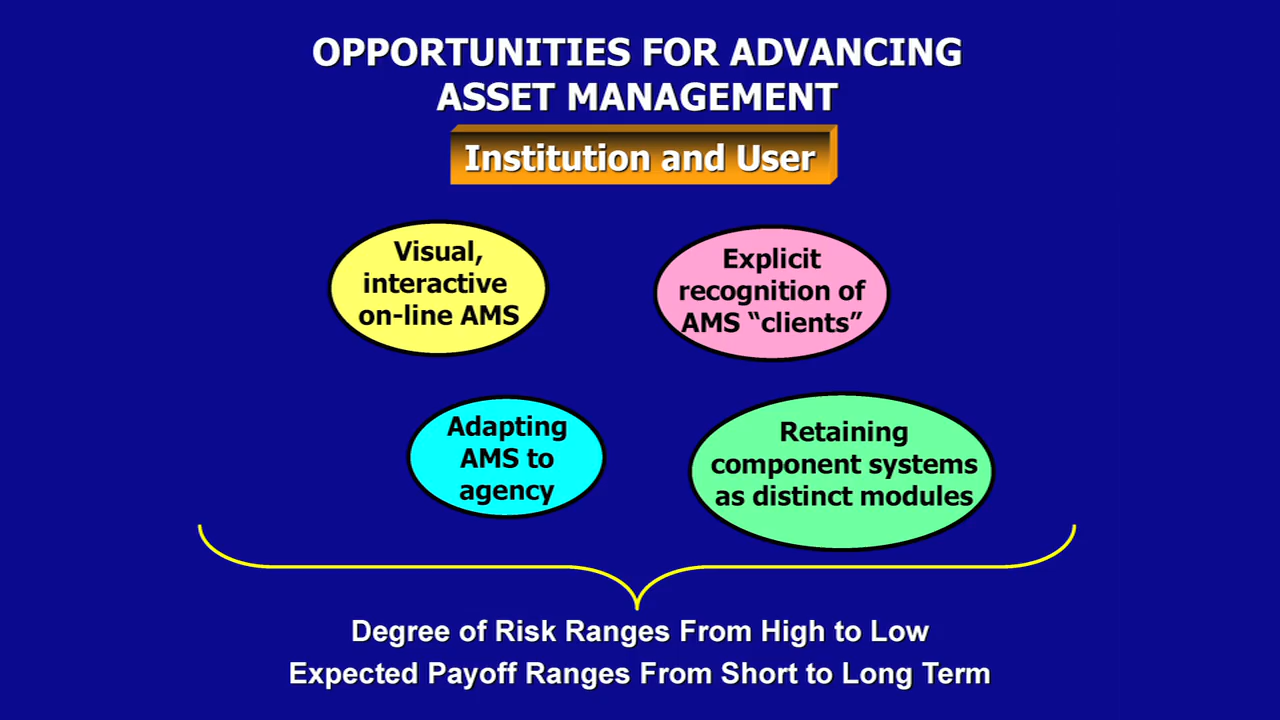 OPPORTUNITIES FOR ADVANCING
ASSET MANAGEMENT
Institution and User
Visual,
interactive
on-line AMS
Explicit
recognition of
AMS “clients”
Adapting
AMS to
agency
Retaining
component systems
as distinct modules
Degree of Risk Ranges From High to Low
Expected Payoff Ranges From Short to Long Term